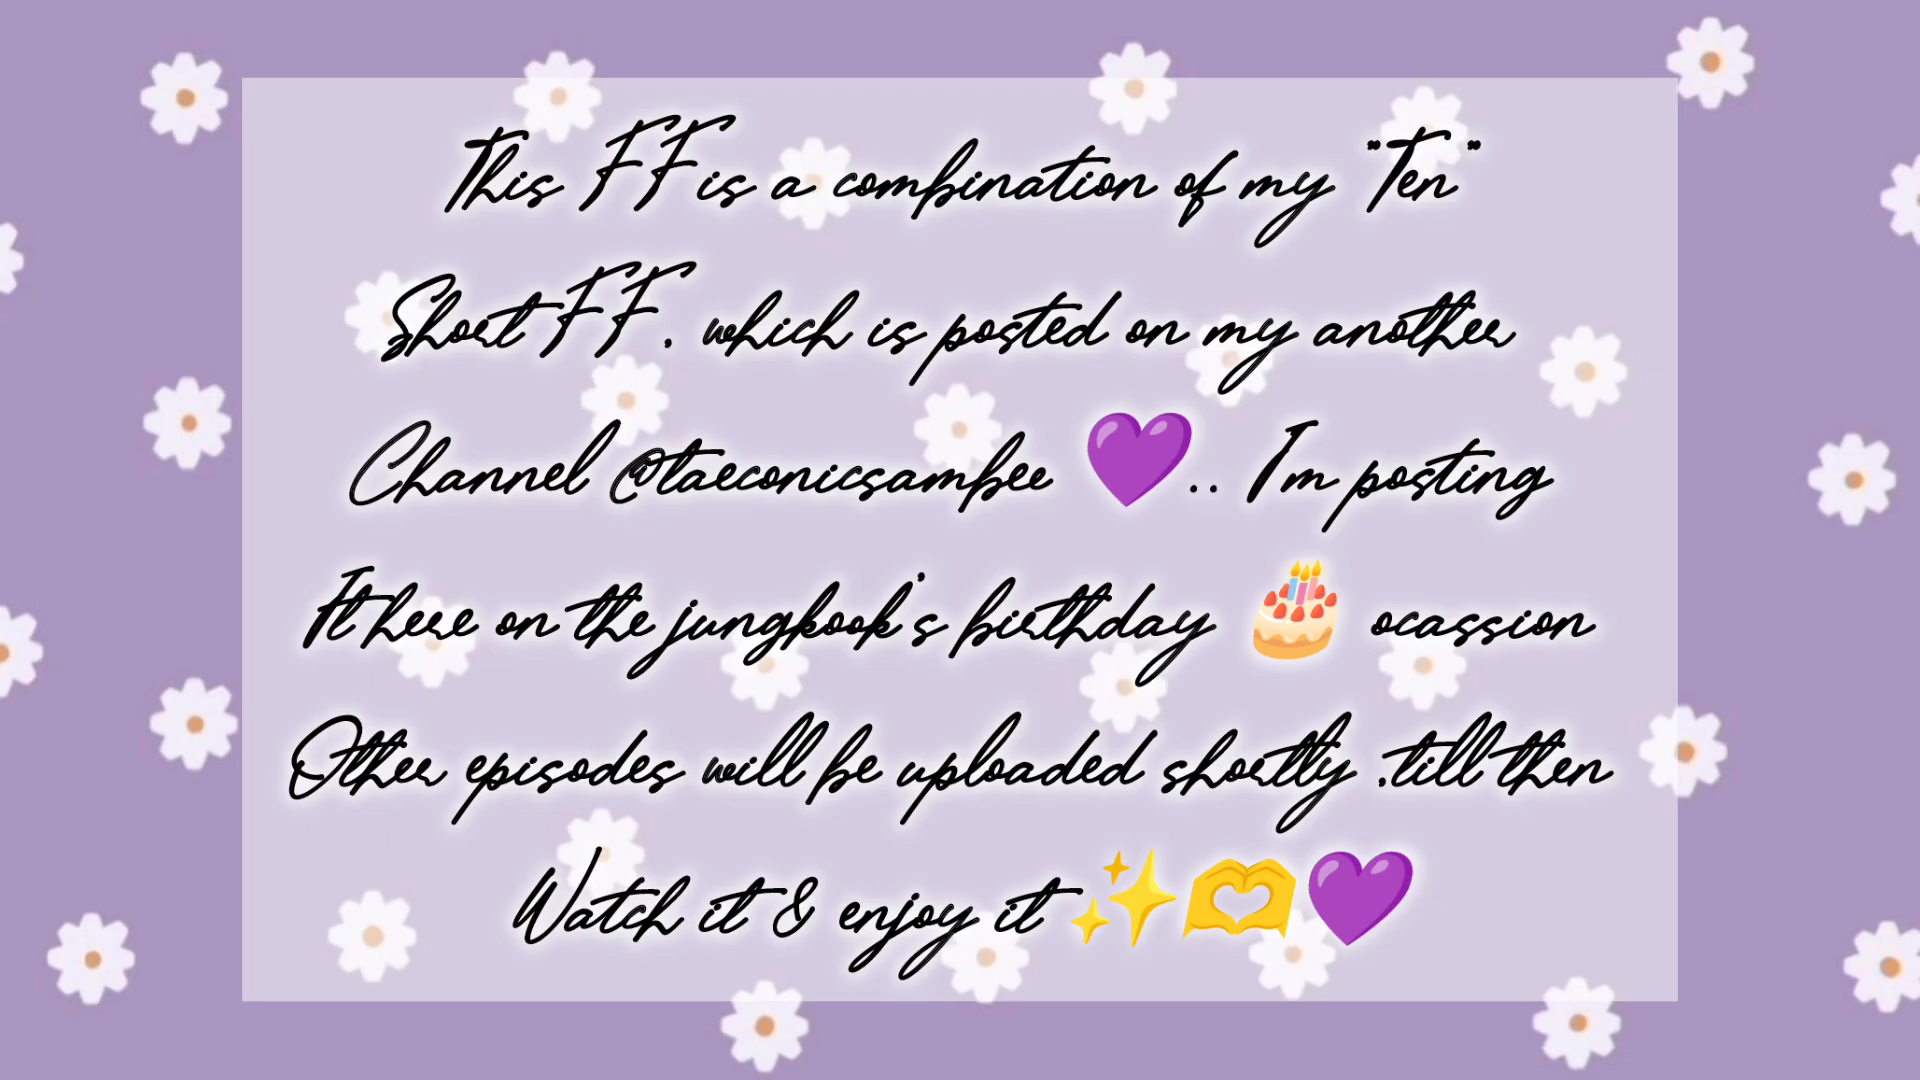 This FF is a combination of my "Ten"
Short FF. which is posted on my another
Channel @taeconicsambee 💜.. I'm posting
It here on the jungkook's birthday 🎂 ocassion
Other episodes will be uploaded shortly .till then
Watch it & enjoy it ✨🫶💜